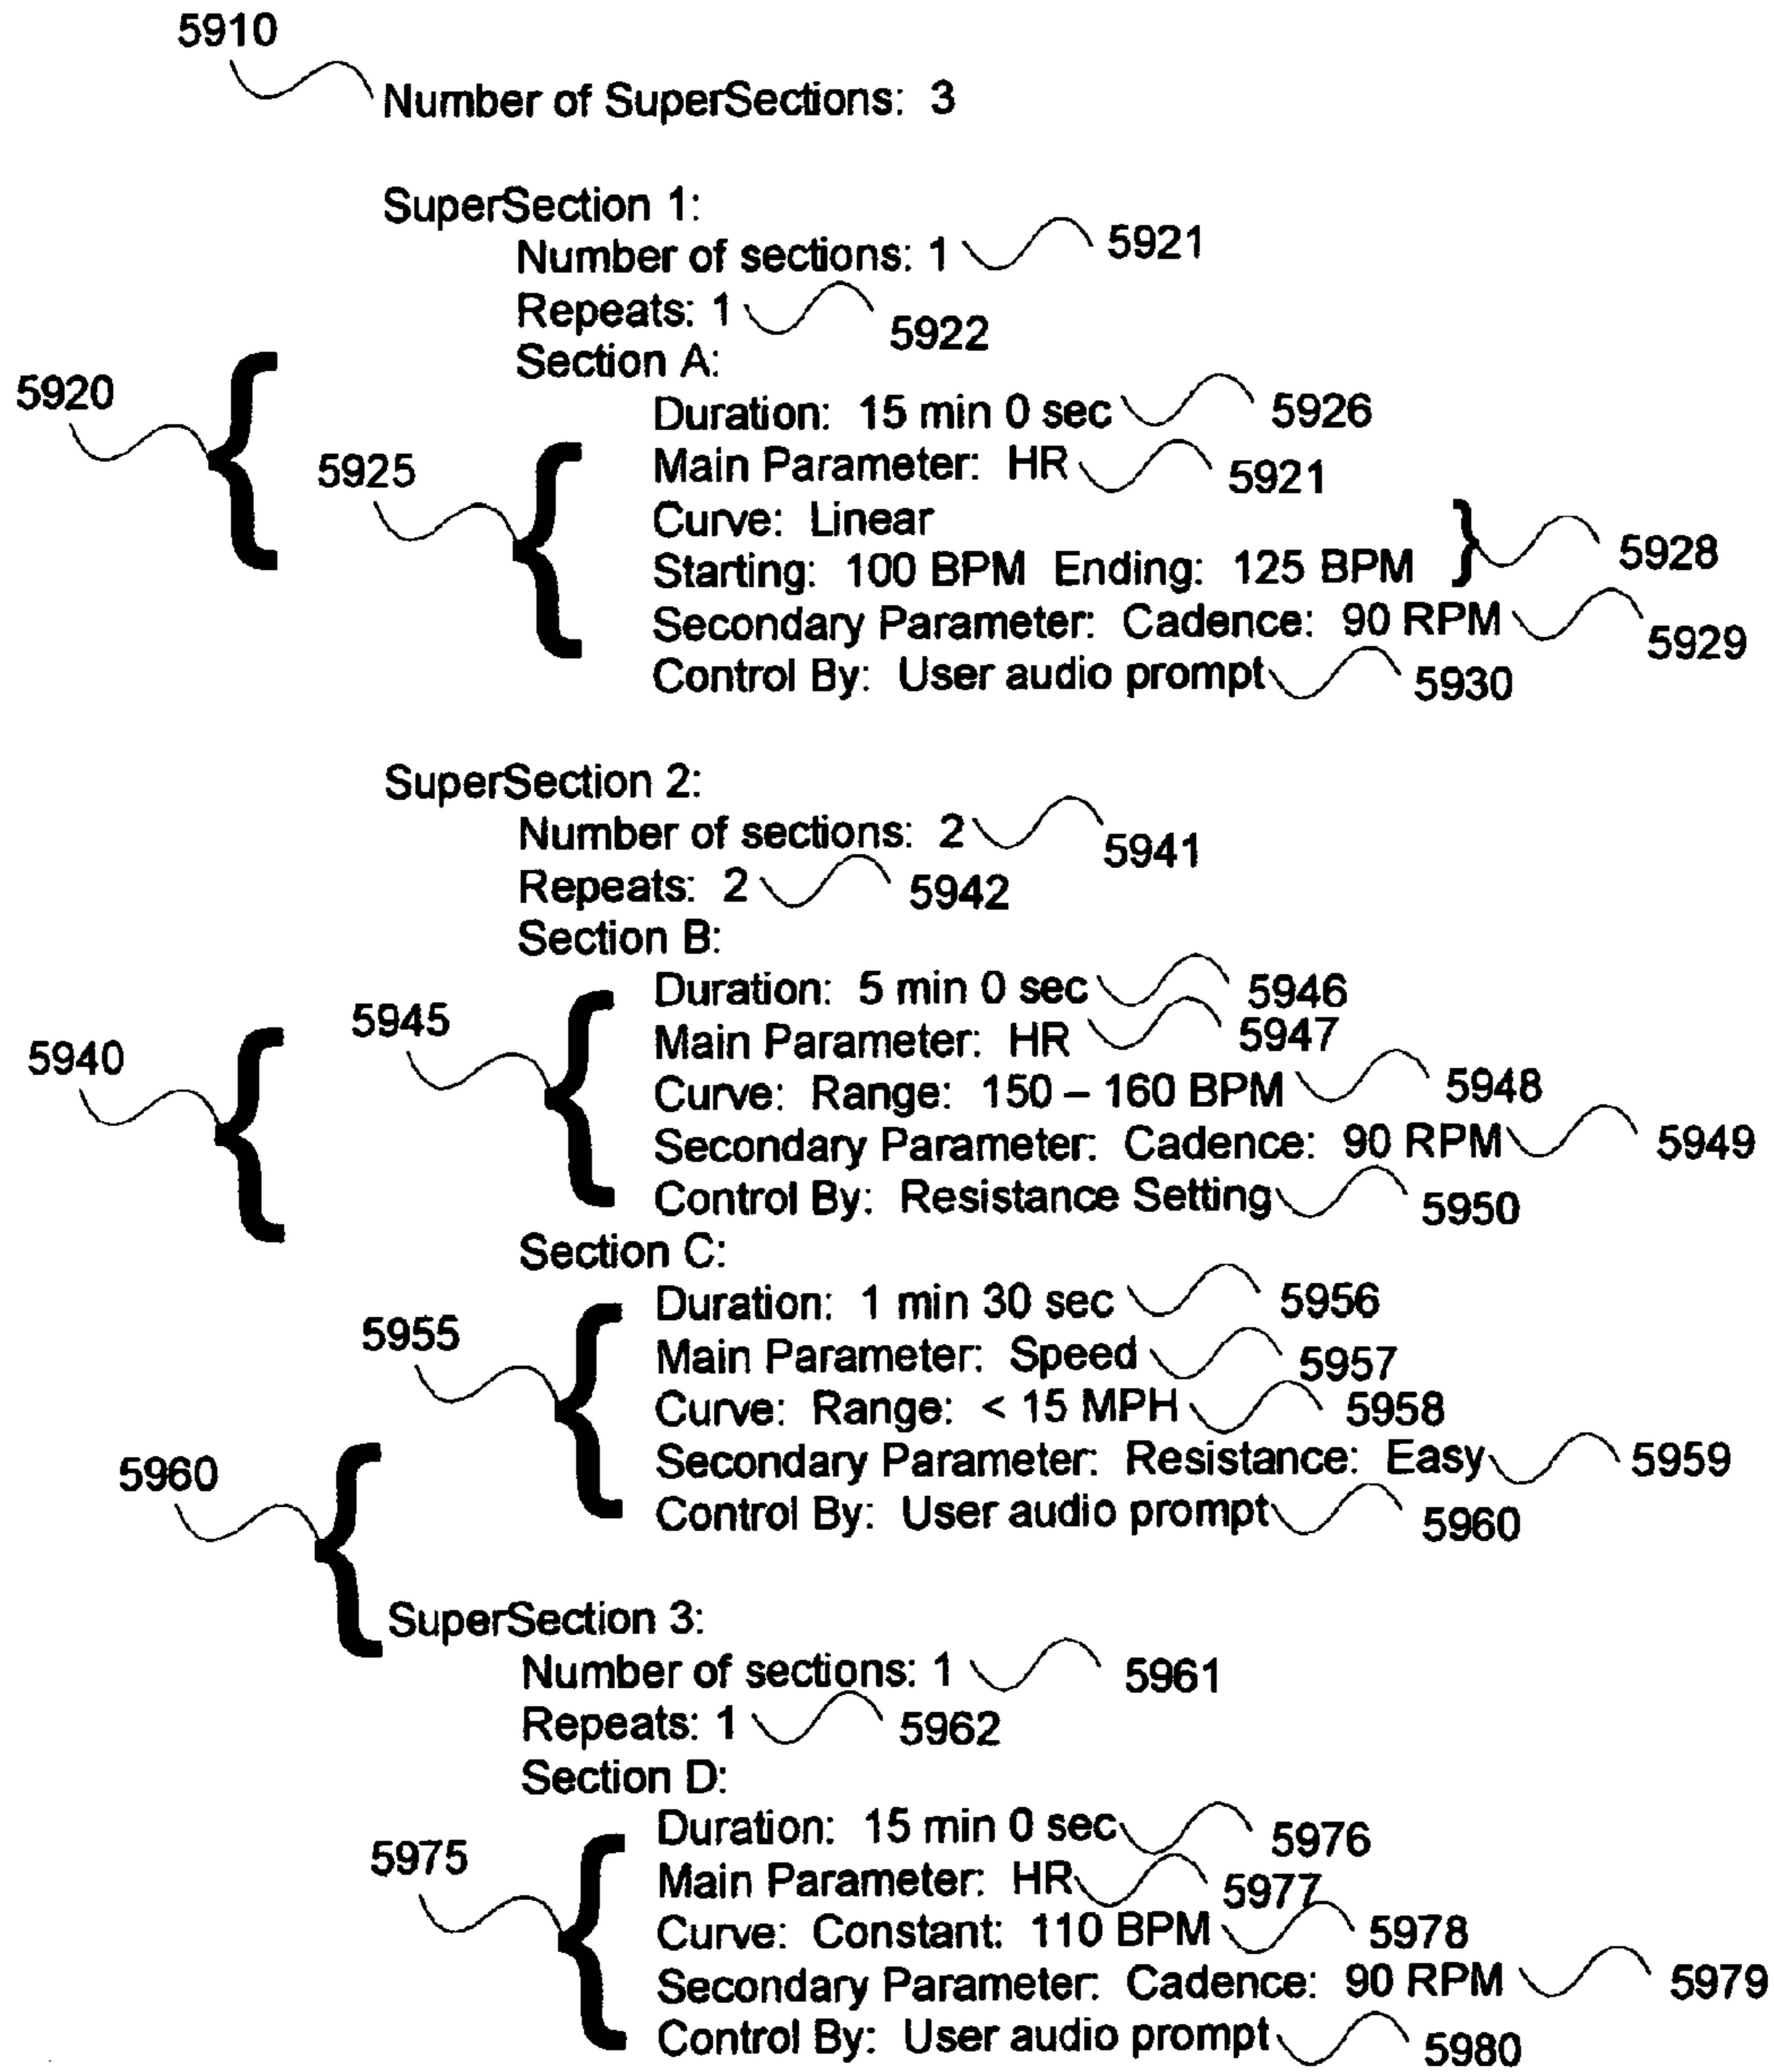 5910
Number of SuperSections: 3
SuperSection 1:
Number of sections: 1 5921
Repeats: 1 5922
Section A:
5920
Duration: 15 min 0 sec 5926
5925 Main Parameter: HR 5921
Curve: Linear
Starting: 100 BPM Ending: 125 BPM 5928
Secondary Parameter: Cadence: 90 RPM 5929
Control By: User audio prompt 5930
SuperSection 2:
Number of sections: 2 5941
Repeats: 2 5942
Section B:
Duration: 5 min 0 sec 5946
5945 Main Parameter: HR 5947
5940 Curve: Range: 150 – 160 BPM 5948
Secondary Parameter: Cadence: 90 RPM 5949
Control By: Resistance Setting 5950
Section C:
Duration: 1 min 30 sec 5956
5955 Main Parameter: Speed 5957
Curve: Range: < 15 MPH 5958
5960 Secondary Parameter: Resistance: Easy 5959
Control By: User audio prompt 5960
SuperSection 3:
Number of sections: 1 5961
Repeats: 1 5962
Section D:
Duration: 15 min 0 sec 5976
5975 Main Parameter: HR 5977
Curve: Constant: 110 BPM 5978
Secondary Parameter: Cadence: 90 RPM 5979
Control By: User audio prompt 5980